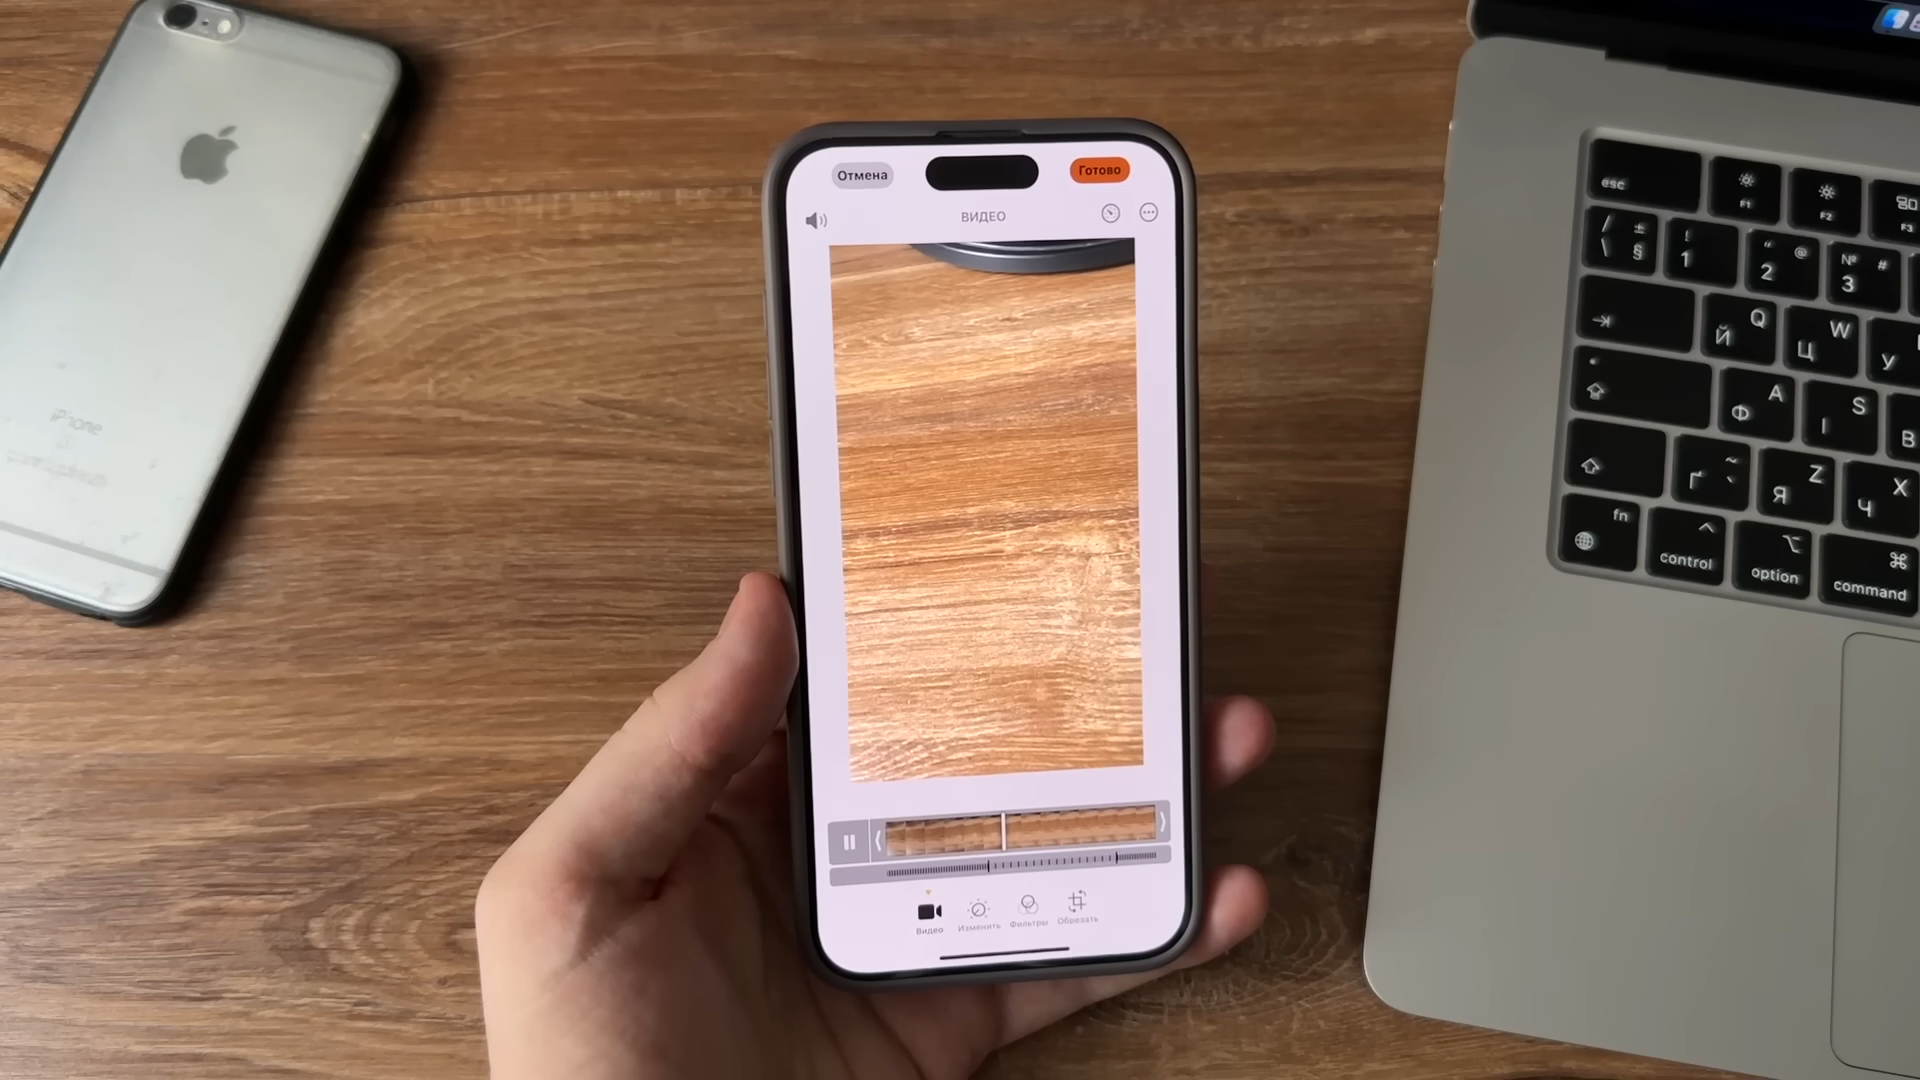 Отмена
Готово
ВИДЕО
Видео
Изменить
Фильтры
Обрезать
iPhone
esc
F1
F2
F3
/ ±
\ §
!
1
" @
2
№ #
3
Q
Й
W
Ц
У
A
Ф
S
І
В
~
Ґ `
Z
Я
X
Ч
fn
control
option
command